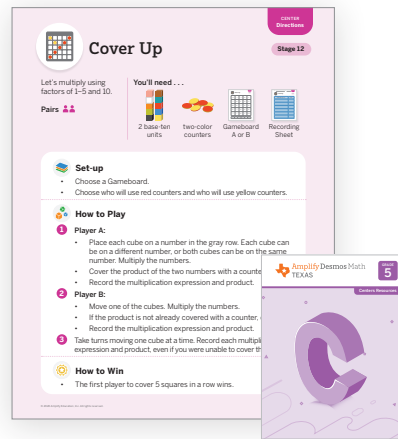 CENTER
Directions
Cover Up
Stage 12
Let's multiply using
factors of 1–5 and 10.
Pairs
You'll need . . .
2 base-ten
units
two-color
counters
Gameboard
A or B
Recording
Sheet
Set-up
• Choose a Gameboard.
• Choose who will use red counters and who will use yellow counters.
How to Play
1 Player A:
• Place each cube on a number in the gray row. Each cube can
be on a different number, or both cubes can be on the same
number. Multiply the numbers.
• Cover the product of the two numbers with a counte
• Record the multiplication expression and product.
2 Player B:
• Move one of the cubes. Multiply the numbers.
• If the product is not already covered with a counter,
• Record the multiplication expression and product.
3 Take turns moving one cube at a time. Record each multipli
expression and product, even if you were unable to cover th
How to Win
• The first player to cover 5 squares in a row wins.
Amplify Desmos Math
TEXAS
GRADE
5
Centers Resources